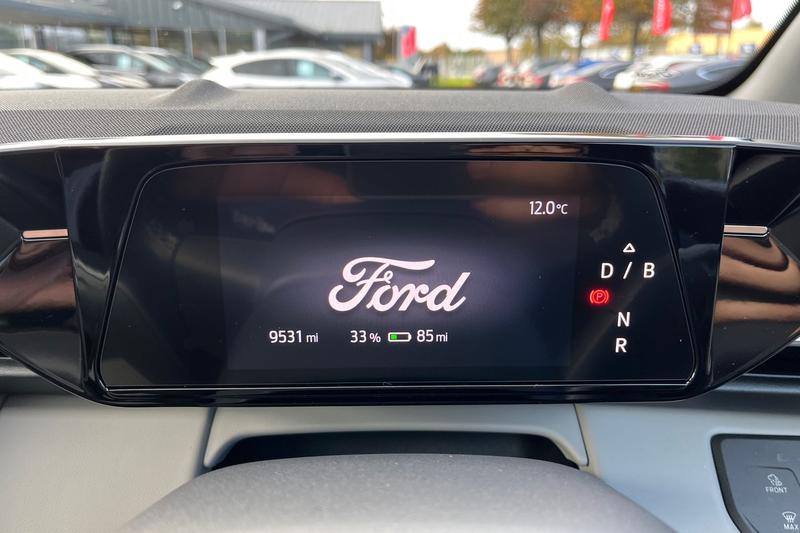 12.0°C
Ford
D / B
P
9531 mi 33 % 85 mi
N
R
FRONT
MAX